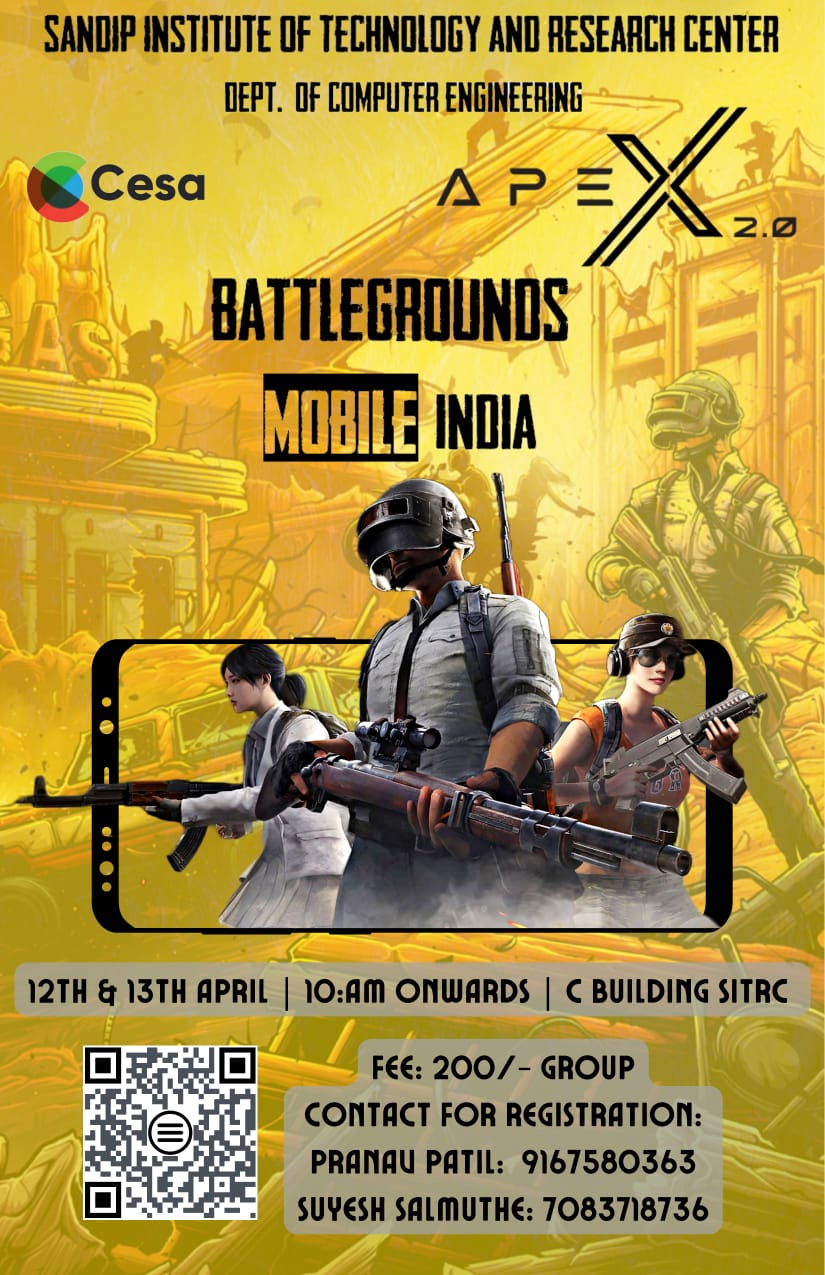 SANDIP INSTITUTE OF TECHNOLOGY AND RESEARCH CENTER
DEPT. OF COMPUTER ENGINEERING
Cesa
APEX 2.0
BATTLEGROUNDS
MOBILE INDIA
GAS
12TH & 13TH APRIL | 10:AM ONWARDS | C BUILDING SITRC
FEE: 200/- GROUP
CONTACT FOR REGISTRATION:
PRANAV PATIL: 9167580363
SUYESH SALMUTHE: 7083718736